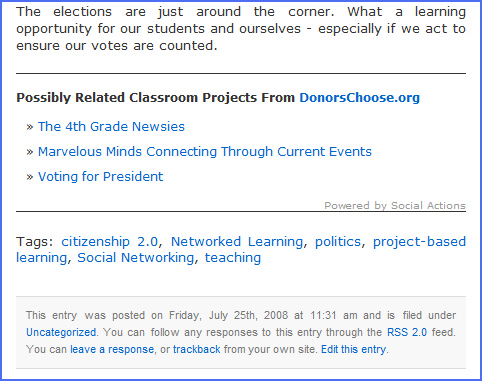 The elections are just around the corner. What a learning
opportunity for our students and ourselves - especially if we act to
ensure our votes are counted.
Possibly Related Classroom Projects From DonorsChoose.org
» The 4th Grade Newsies
» Marvelous Minds Connecting Through Current Events
» Voting for President
Powered by Social Actions
Tags: citizenship 2.0, Networked Learning, politics, project-based
learning, Social Networking, teaching
This entry was posted on Friday, July 25th, 2008 at 11:31 am and is filed under
Uncategorized. You can follow any responses to this entry through the RSS 2.0 feed.
You can leave a response, or trackback from your own site. Edit this entry.